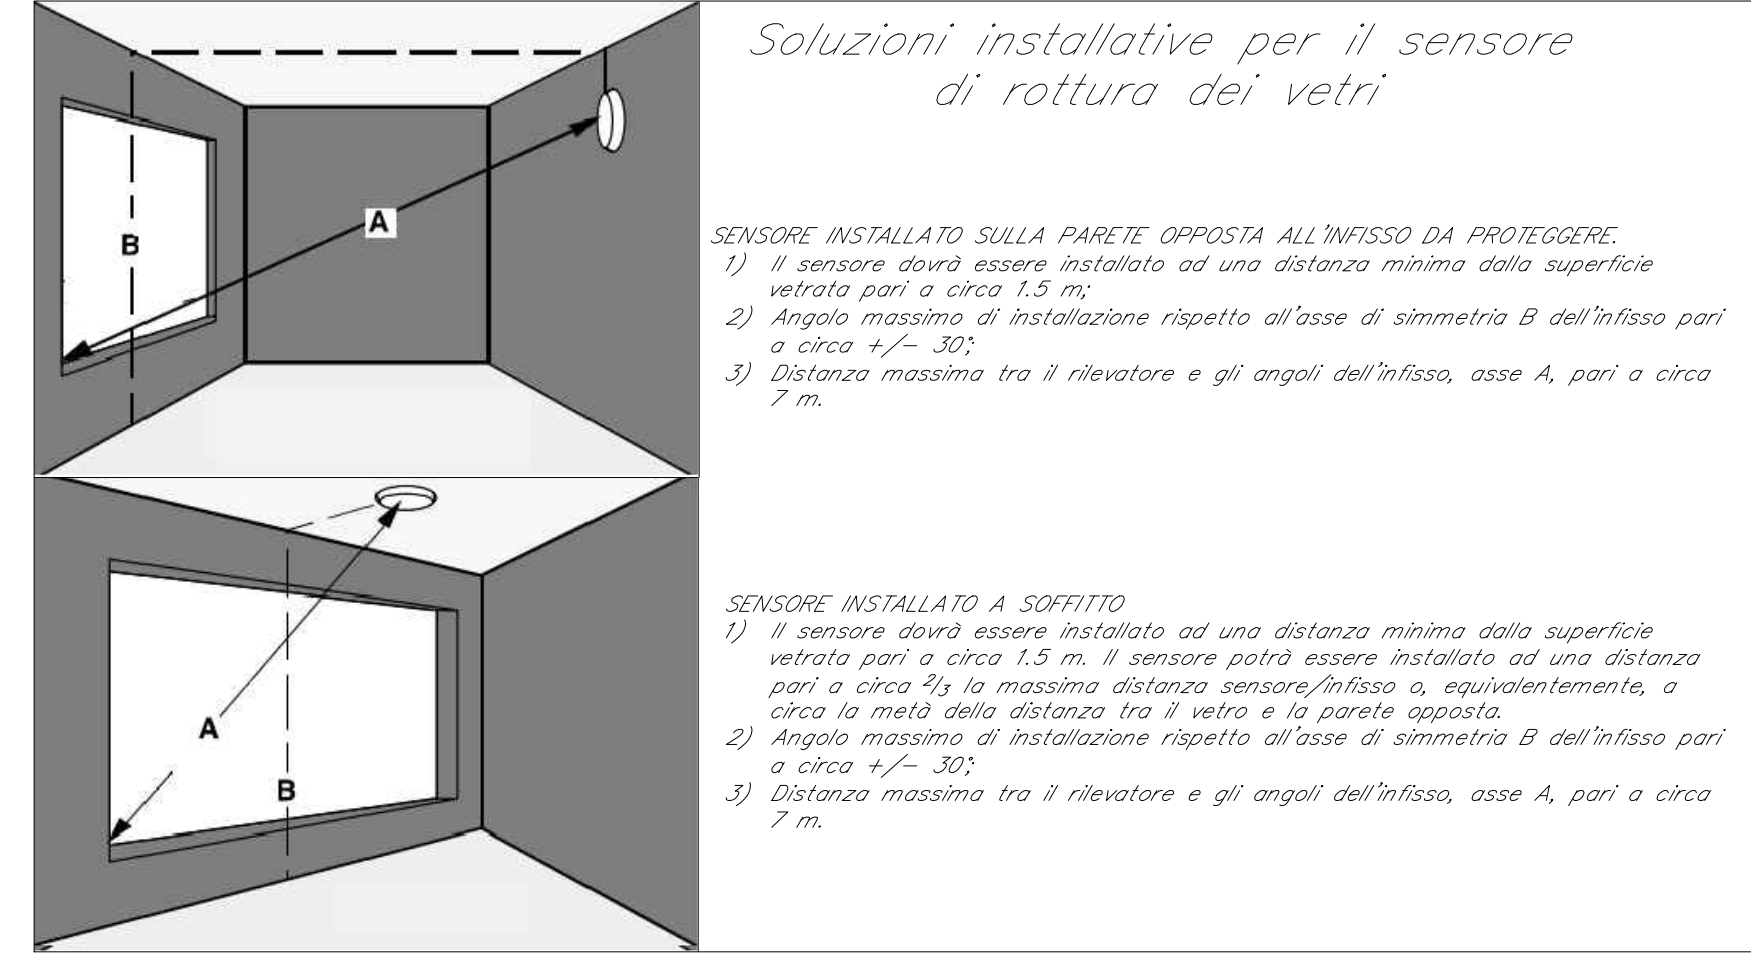 Soluzioni installative per il sensore
di rottura dei vetri
A
B
SENSORE INSTALLATO SULLA PARETE OPPOSTA ALL'INFISSO DA PROTEGGERE.
1) Il sensore dovrà essere installato ad una distanza minima dalla superficie
vetrata pari a circa 1.5 m;
2) Angolo massimo di installazione rispetto all'asse di simmetria B dell'infisso pari
a circa +/- 30°;
3) Distanza massima tra il rilevatore e gli angoli dell'infisso, asse A, pari a circa
7 m.
A
B
SENSORE INSTALLATO A SOFFITTO
1) Il sensore dovrà essere installato ad una distanza minima dalla superficie
vetrata pari a circa 1.5 m. Il sensore potrà essere installato ad una distanza
pari a circa 2/3 la massima distanza sensore/infisso o, equivalentemente, a
circa la metà della distanza tra il vetro e la parete opposta.
2) Angolo massimo di installazione rispetto all'asse di simmetria B dell'infisso pari
a circa +/- 30°;
3) Distanza massima tra il rilevatore e gli angoli dell'infisso, asse A, pari a circa
7 m.